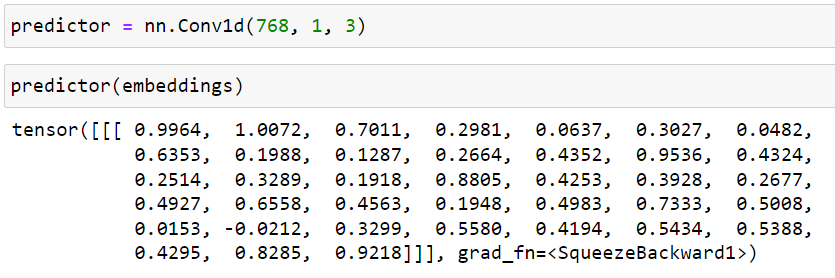 predictor = nn.Conv1d(768, 1, 3)
predictor(embeddings)
tensor([[[ 0.9964,  1.0072,  0.7011,  0.2981,  0.0637,  0.3027,  0.0482,
           0.6353,  0.1988,  0.1287,  0.2664,  0.4352,  0.9536,  0.4324,
           0.2514,  0.3289,  0.1918,  0.8805,  0.4253,  0.3928,  0.2677,
           0.4927,  0.6558,  0.4563,  0.1948,  0.4983,  0.7333,  0.5008,
           0.0153, -0.0212,  0.3299,  0.5580,  0.4194,  0.5434,  0.5388,
           0.4295,  0.8285,  0.9218]]], grad_fn=<SqueezeBackward1>)